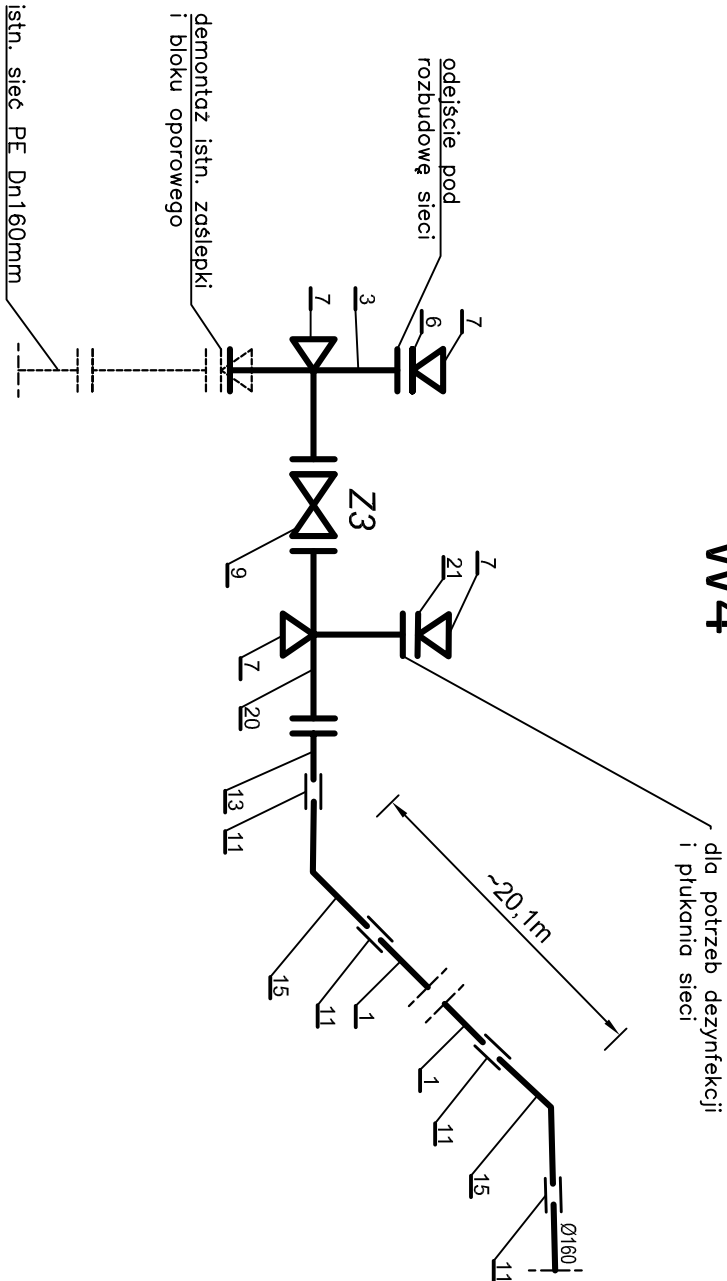 W4
odejście pod
rozbudowę sieci
demontaż istn. zaślepki
i bloku oporowego
istn. sieć PE Dn160mm
dla potrzeb dezynfekcji
i płukania sieci
7
6
3
7
Z3
9
7
21
7
20
13
11
~20,1m
15
11
1
1
11
15
Ø160
11